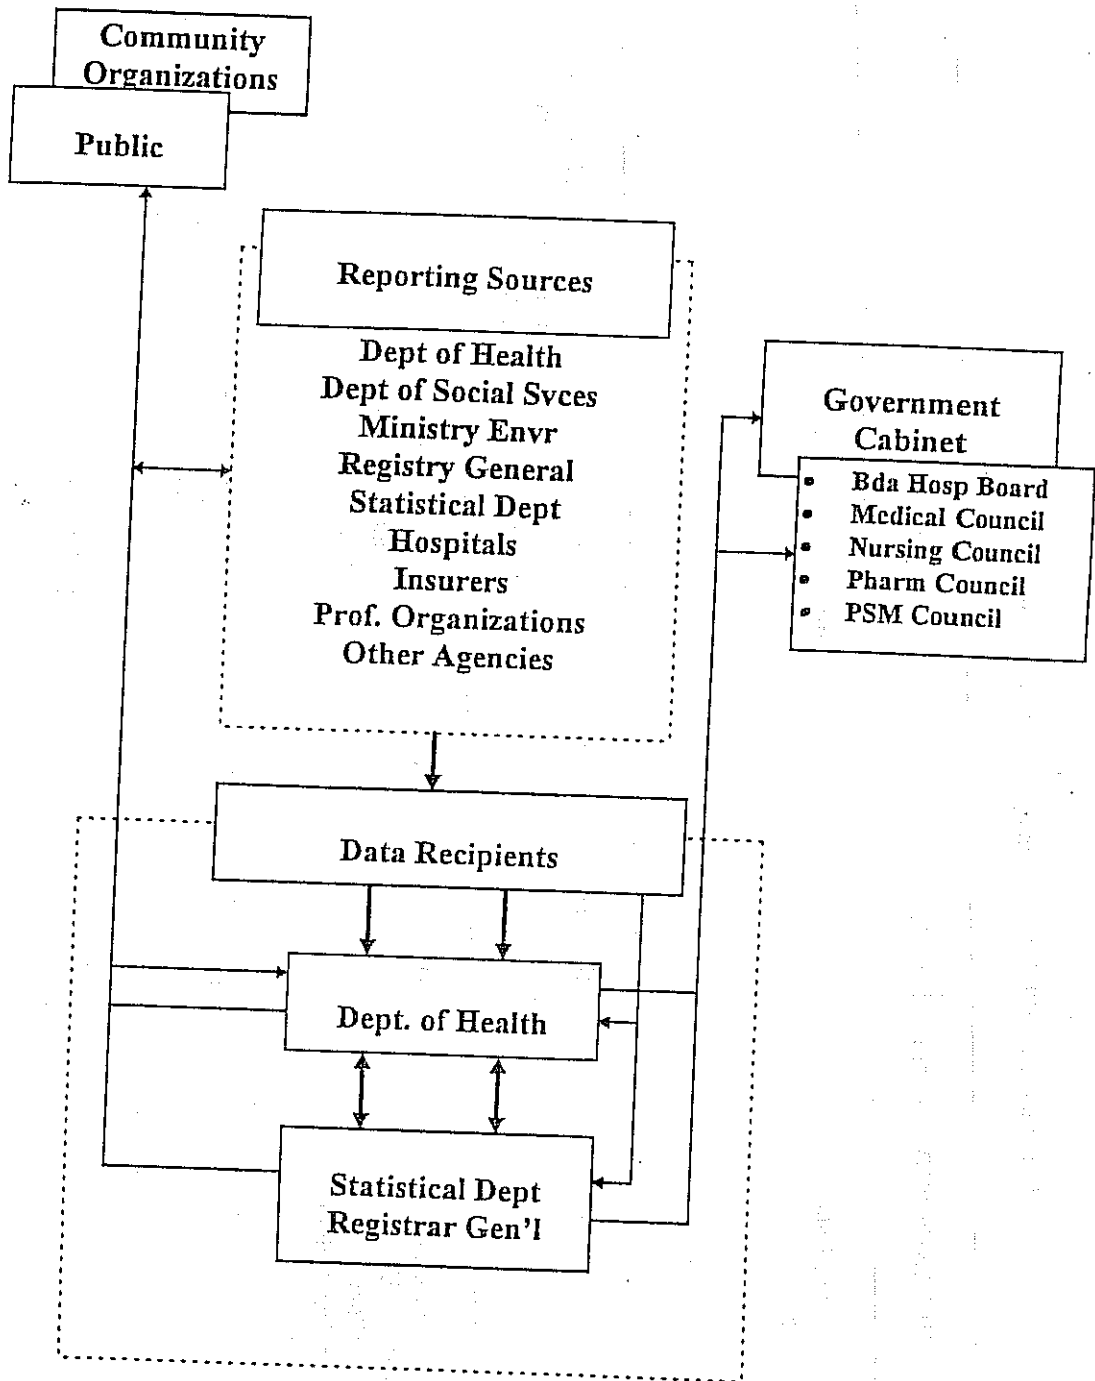 Community
Organizations
Public
Reporting Sources
Dept of Health
Dept of Social Svces
Ministry Envr
Registry General
Statistical Dept
Hospitals
Insurers
Prof. Organizations
Other Agencies
Government
Cabinet
• Bda Hosp Board
• Medical Council
• Nursing Council
• Pharm Council
• PSM Council
Data Recipients
Dept. of Health
Statistical Dept
Registrar Gen'l